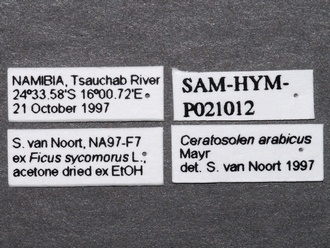 NAMIBIA, Tsauchab River
24°33.58'S 16°00.72'E
21 October 1997
SAM-HYM-
P021012
S. van Noort, NA97-F7
ex Ficus sycomorus L.,
acetone dried ex EtOH
Ceratosolen arabicus
Mayr
det. S. van Noort 1997